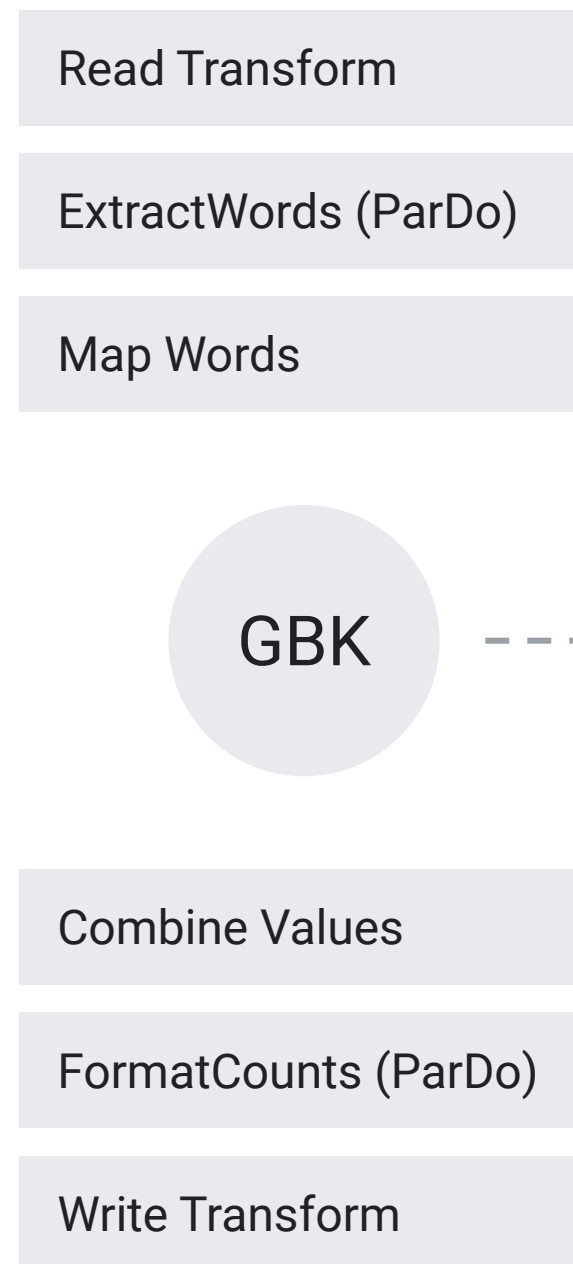 Read Transform
ExtractWords (ParDo)
Map Words
GBK
Combine Values
FormatCounts (ParDo)
Write Transform